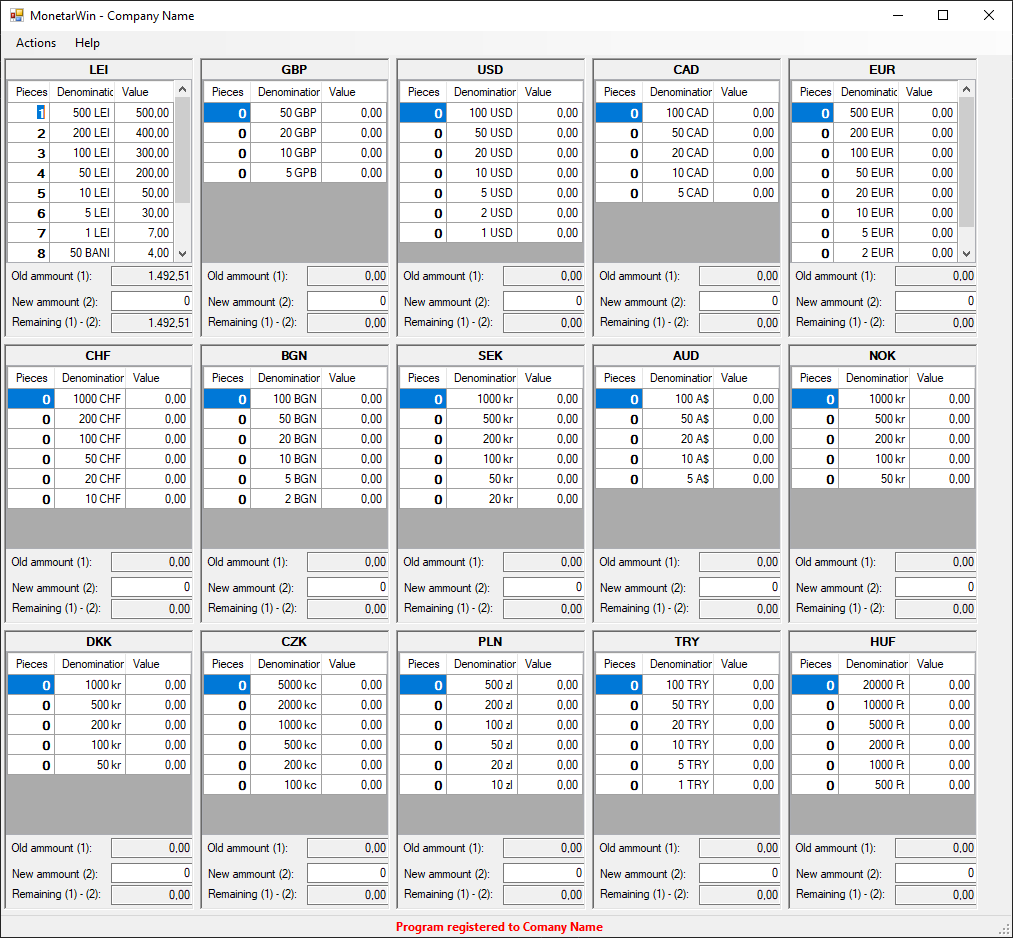 MonetarWin - Company Name
Actions Help
LEI
Pieces Denominatic Value
1 500 LEI 500,00
2 200 LEI 400,00
3 100 LEI 300,00
4 50 LEI 200,00
5 10 LEI 50,00
6 5 LEI 30,00
7 1 LEI 7,00
8 50 BANI 4,00
Old ammount (1): 1.492,51
New ammount (2): 0
Remaining (1) - (2): 1.492,51
GBP
Pieces Denomination Value
0 50 GBP 0,00
0 20 GBP 0,00
0 10 GBP 0,00
0 5 GPB 0,00
Old ammount (1): 0,00
New ammount (2): 0
Remaining (1) - (2): 0,00
USD
Pieces Denomination Value
0 100 USD 0,00
0 50 USD 0,00
0 20 USD 0,00
0 10 USD 0,00
0 5 USD 0,00
0 2 USD 0,00
0 1 USD 0,00
Old ammount (1): 0,00
New ammount (2): 0
Remaining (1) - (2): 0,00
CAD
Pieces Denomination Value
0 100 CAD 0,00
0 50 CAD 0,00
0 20 CAD 0,00
0 10 CAD 0,00
0 5 CAD 0,00
Old ammount (1): 0,00
New ammount (2): 0
Remaining (1) - (2): 0,00
EUR
Pieces Denominatic Value
0 500 EUR 0,00
0 200 EUR 0,00
0 100 EUR 0,00
0 50 EUR 0,00
0 20 EUR 0,00
0 10 EUR 0,00
0 5 EUR 0,00
0 2 EUR 0,00
Old ammount (1): 0,00
New ammount (2): 0
Remaining (1) - (2): 0,00
CHF
Pieces Denomination Value
0 1000 CHF 0,00
0 200 CHF 0,00
0 100 CHF 0,00
0 50 CHF 0,00
0 20 CHF 0,00
0 10 CHF 0,00
Old ammount (1): 0,00
New ammount (2): 0
Remaining (1) - (2): 0,00
BGN
Pieces Denomination Value
0 100 BGN 0,00
0 50 BGN 0,00
0 20 BGN 0,00
0 10 BGN 0,00
0 5 BGN 0,00
0 2 BGN 0,00
Old ammount (1): 0,00
New ammount (2): 0
Remaining (1) - (2): 0,00
SEK
Pieces Denomination Value
0 1000 kr 0,00
0 500 kr 0,00
0 200 kr 0,00
0 100 kr 0,00
0 50 kr 0,00
0 20 kr 0,00
Old ammount (1): 0,00
New ammount (2): 0
Remaining (1) - (2): 0,00
AUD
Pieces Denomination Value
0 100 A$ 0,00
0 50 A$ 0,00
0 20 A$ 0,00
0 10 A$ 0,00
0 5 A$ 0,00
Old ammount (1): 0,00
New ammount (2): 0
Remaining (1) - (2): 0,00
NOK
Pieces Denomination Value
0 1000 kr 0,00
0 500 kr 0,00
0 200 kr 0,00
0 100 kr 0,00
0 50 kr 0,00
Old ammount (1): 0,00
New ammount (2): 0
Remaining (1) - (2): 0,00
DKK
Pieces Denomination Value
0 1000 kr 0,00
0 500 kr 0,00
0 200 kr 0,00
0 100 kr 0,00
0 50 kr 0,00
Old ammount (1): 0,00
New ammount (2): 0
Remaining (1) - (2): 0,00
CZK
Pieces Denomination Value
0 5000 kc 0,00
0 2000 kc 0,00
0 1000 kc 0,00
0 500 kc 0,00
0 200 kc 0,00
0 100 kc 0,00
Old ammount (1): 0,00
New ammount (2): 0
Remaining (1) - (2): 0,00
PLN
Pieces Denomination Value
0 500 zl 0,00
0 200 zl 0,00
0 100 zl 0,00
0 50 zl 0,00
0 20 zl 0,00
0 10 zl 0,00
Old ammount (1): 0,00
New ammount (2): 0
Remaining (1) - (2): 0,00
TRY
Pieces Denomination Value
0 100 TRY 0,00
0 50 TRY 0,00
0 20 TRY 0,00
0 10 TRY 0,00
0 5 TRY 0,00
0 1 TRY 0,00
Old ammount (1): 0,00
New ammount (2): 0
Remaining (1) - (2): 0,00
HUF
Pieces Denomination Value
0 20000 Ft 0,00
0 10000 Ft 0,00
0 5000 Ft 0,00
0 2000 Ft 0,00
0 1000 Ft 0,00
0 500 Ft 0,00
Old ammount (1): 0,00
New ammount (2): 0
Remaining (1) - (2): 0,00
Program registered to Comany Name